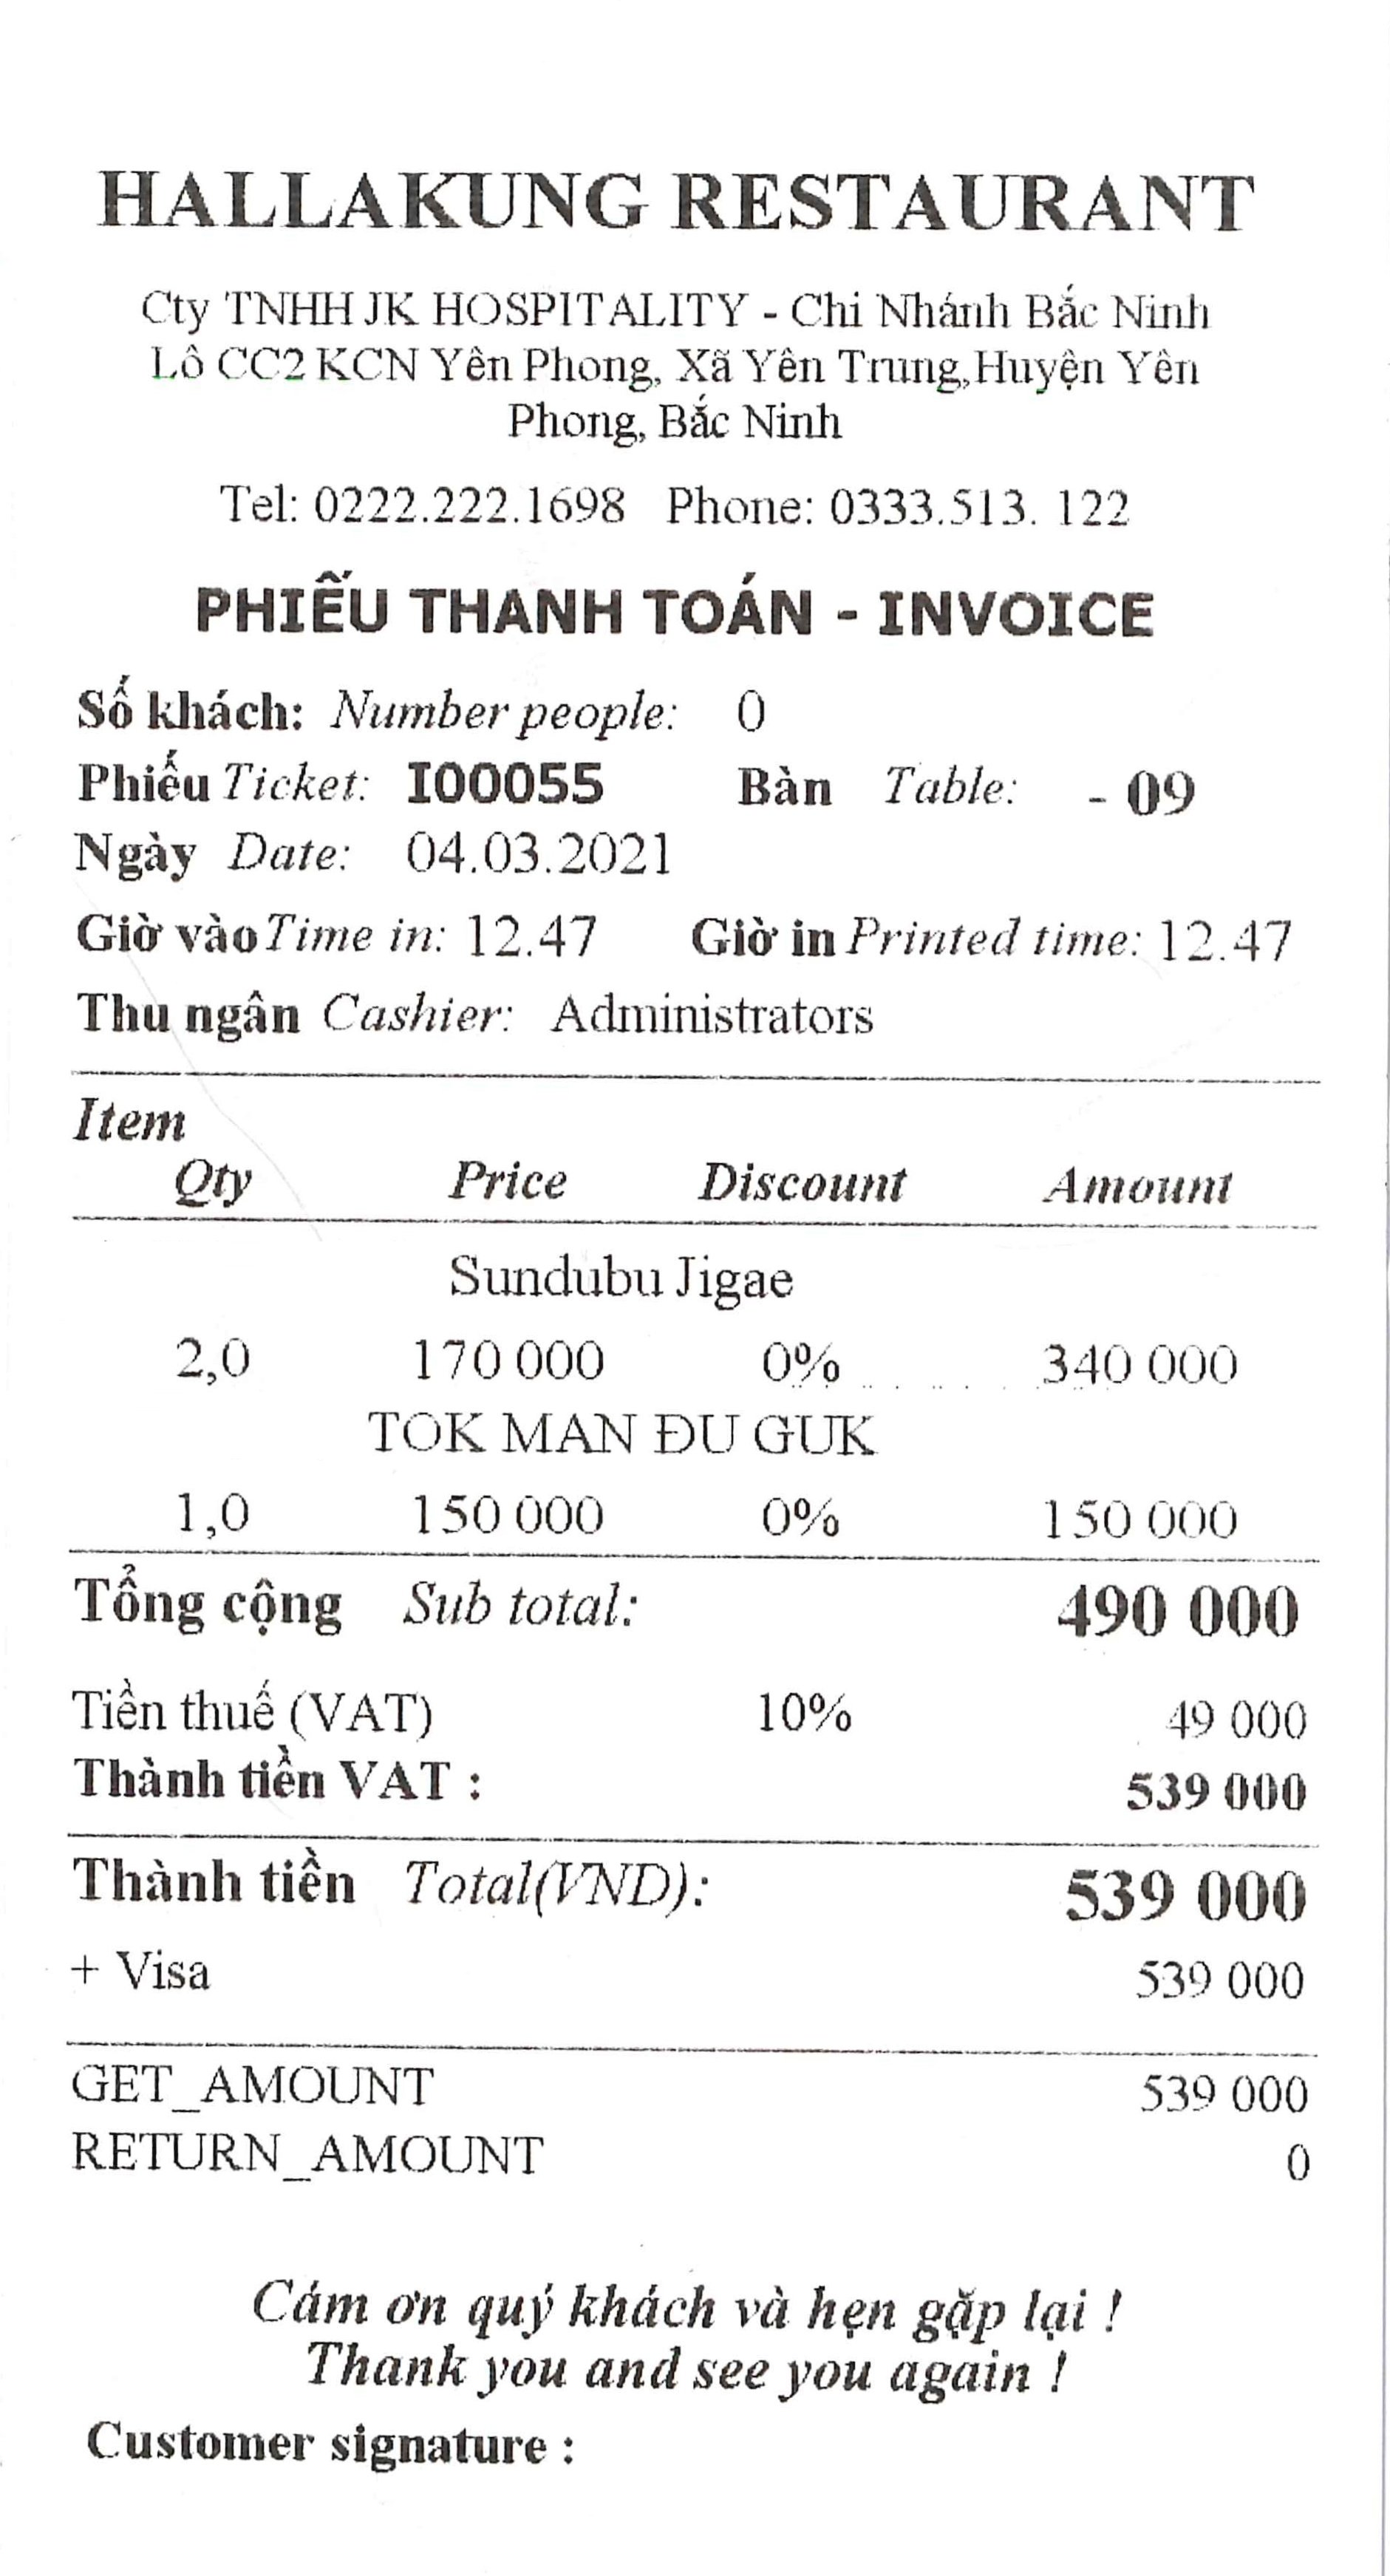 HALLAKUNG RESTAURANT
Cty TNHH JK HOSPITALITY - Chi Nhánh Bắc Ninh
Lô CC2 KCN Yên Phong, Xã Yên Trung,Huyện Yên
Phong, Bắc Ninh
Tel: 0222.222.1698 Phone: 0333.513. 122
PHIẾU THANH TOÁN - INVOICE
Số khách: Number people: 0
Phiếu Ticket: I00055 Bàn Table: - 09
Ngày Date: 04.03.2021
Giờ vào Time in: 12.47 Giờ in Printed time: 12.47
Thu ngân Cashier: Administrators
Item
Qty Price Discount Amount
Sundubu Jigae
2,0 170 000 0% 340 000
TOK MAN ĐU GUK
1,0 150 000 0% 150 000
Tổng cộng Sub total: 490 000
Tiền thuế (VAT) 10% 49 000
Thành tiền VAT : 539 000
Thành tiền Total(VND): 539 000
+ Visa 539 000
GET_AMOUNT 539 000
RETURN_AMOUNT 0
Cám ơn quý khách và hẹn gặp lại !
Thank you and see you again !
Customer signature :